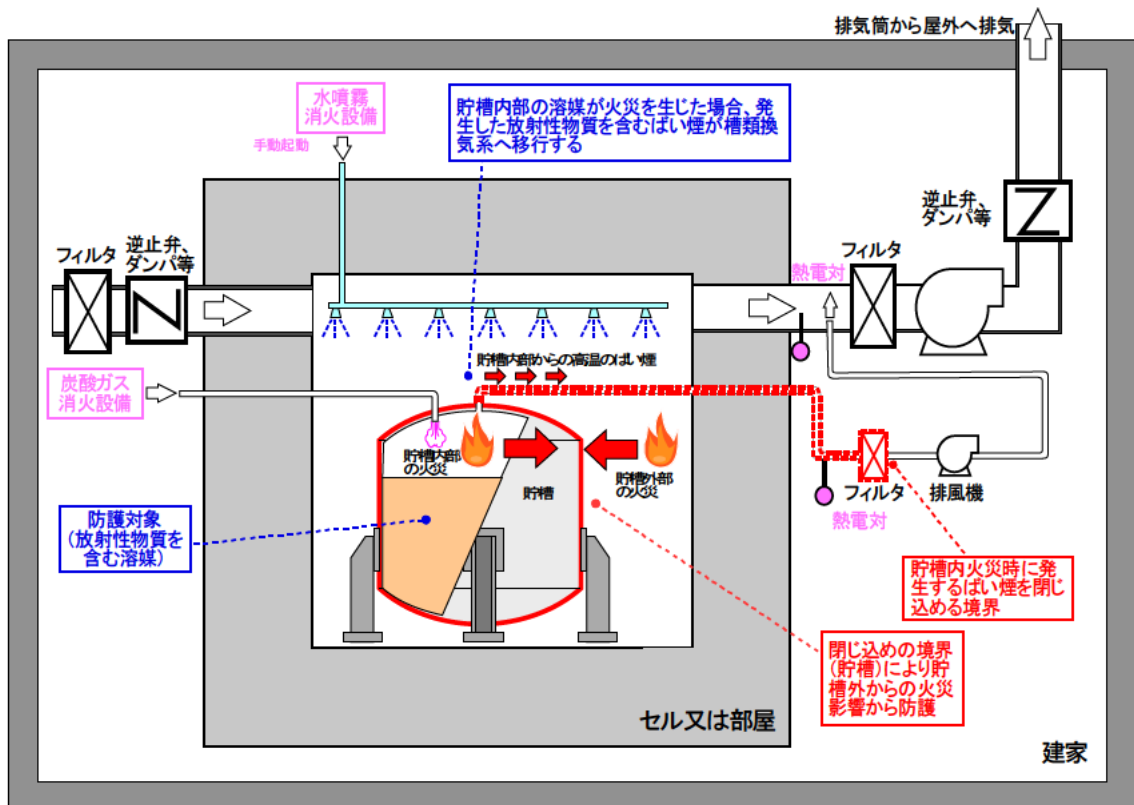 排気筒から屋外へ排気
水噴霧
消火設備
手動起動
貯槽内部の溶媒が火災を生じた場合、発
生した放射性物質を含むばい煙が槽類換
気系へ移行する
フィルタ
逆止弁、
ダンパ等
逆止弁、
ダンパ等
フィルタ
熱電対
貯槽内部からの高温のばい煙
炭酸ガス
消火設備
貯槽内部
の火災
貯槽外部
の火災
貯槽
フィルタ
排風機
熱電対
防護対象
(放射性物質を
含む溶媒)
貯槽内火災時に発
生するばい煙を閉じ
込める境界
閉じ込めの境界
(貯槽)により貯
槽外からの火災
影響から防護
セル又は部屋
建家